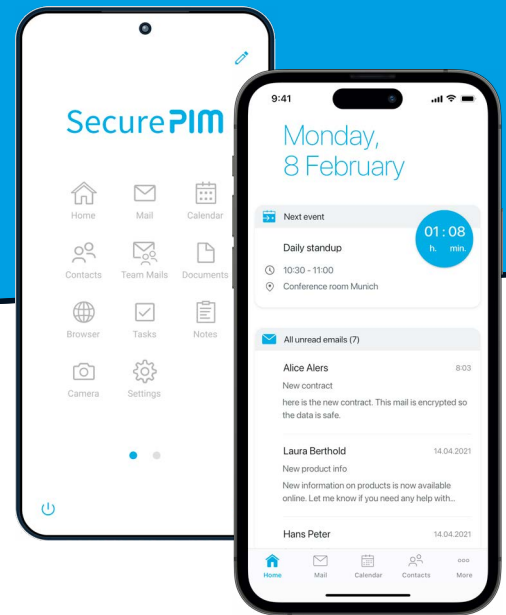 SecurePIM
Home Mail Calendar
Contacts Team Mails Documents
Browser Tasks Notes
Camera Settings
9:41
Monday,
8 February
Next event
01 : 08
h. min.
Daily standup
10:30 - 11:00
Conference room Munich
All unread emails (7)
Alice Alers 8:03
New contract
here is the new contract. This mail is encrypted so
the data is safe.
Laura Berthold 14.04.2021
New product info
New information on products is now available
online. Let me know if you need any help with...
Hans Peter 14.04.2021
Home Mail Calendar Contacts More